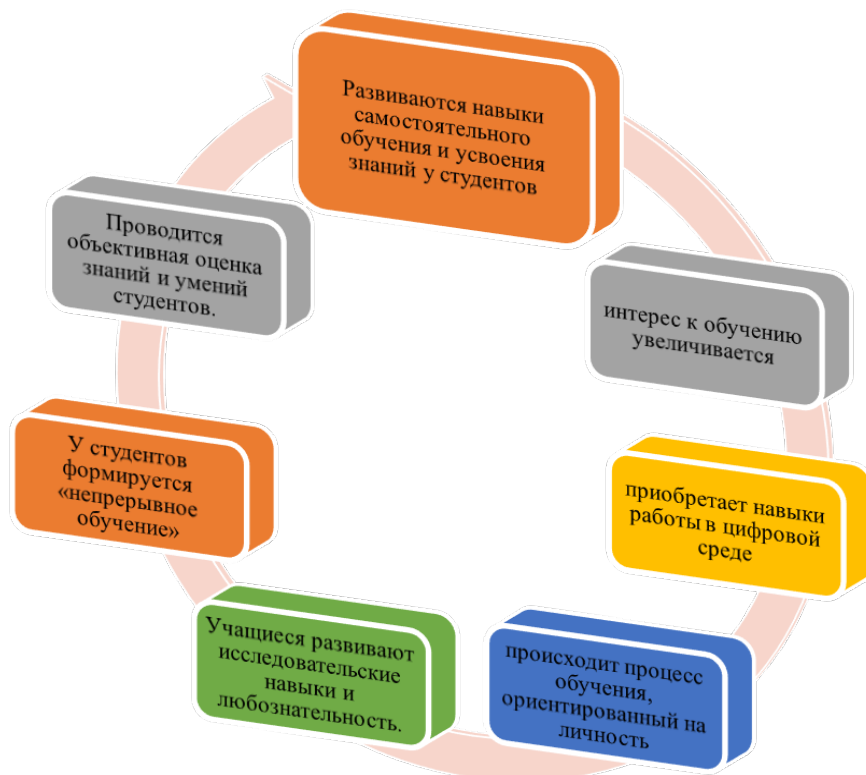 Развиваются навыки
самостоятельного
обучения и усвоения
знаний у студентов
интерес к обучению
увеличивается
приобретает навыки
работы в цифровой
среде
происходит процесс
обучения,
ориентированный на
личность
Учащиеся развивают
исследовательские
навыки и
любознательность.
У студентов
формируется
«непрерывное
обучение»
Проводится
объективная оценка
знаний и умений
студентов.